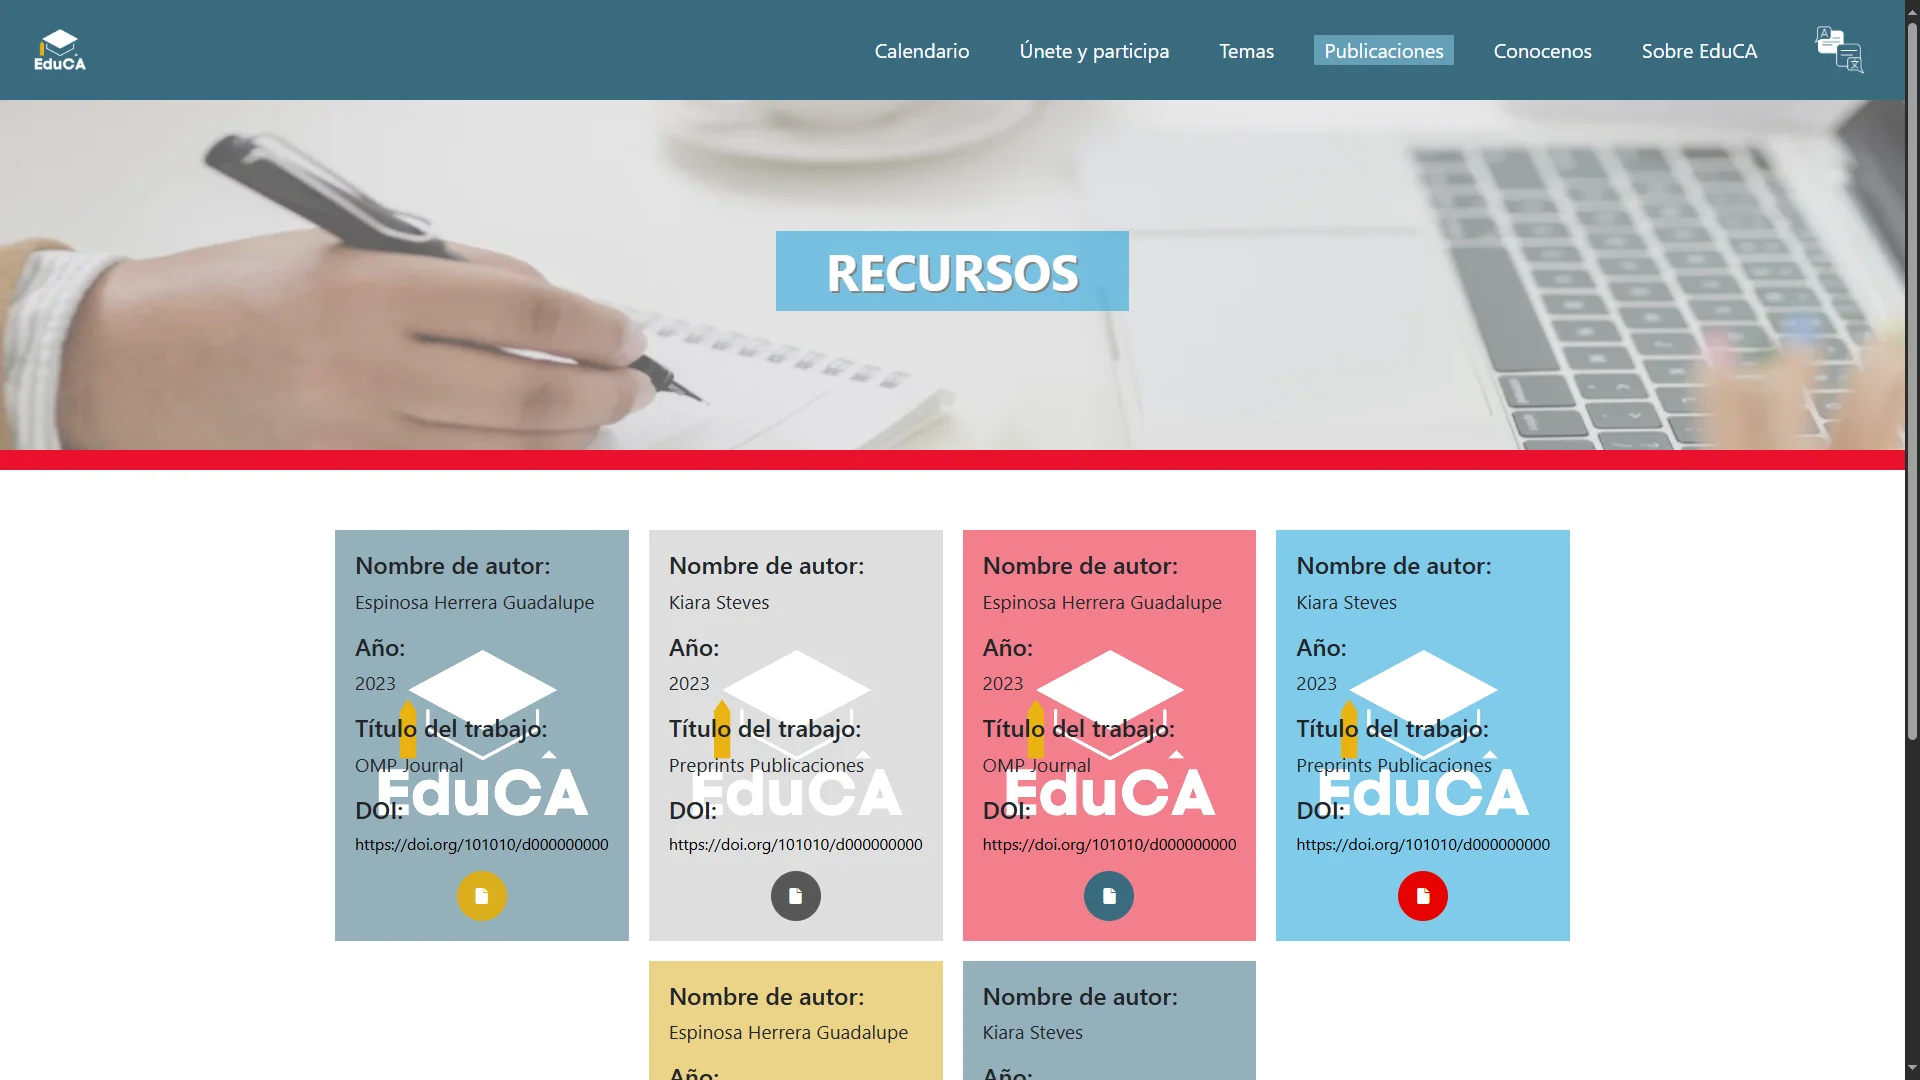 EduCA
Calendario
Únete y participa
Temas
Publicaciones
Conocenos
Sobre EduCA
RECURSOS
Nombre de autor:
Espinosa Herrera Guadalupe
Año:
2023
Título del trabajo:
OMP Journal
EduCA
DOI:
https://doi.org/101010/d000000000
Nombre de autor:
Kiara Steves
Año:
2023
Título del trabajo:
Preprints Publicaciones
EduCA
DOI:
https://doi.org/101010/d000000000
Nombre de autor:
Espinosa Herrera Guadalupe
Año:
2023
Título del trabajo:
OMP Journal
EduCA
DOI:
https://doi.org/101010/d000000000
Nombre de autor:
Kiara Steves
Año:
2023
Título del trabajo:
Preprints Publicaciones
EduCA
DOI:
https://doi.org/101010/d000000000
Nombre de autor:
Espinosa Herrera Guadalupe
Año:
Nombre de autor:
Kiara Steves
Año: